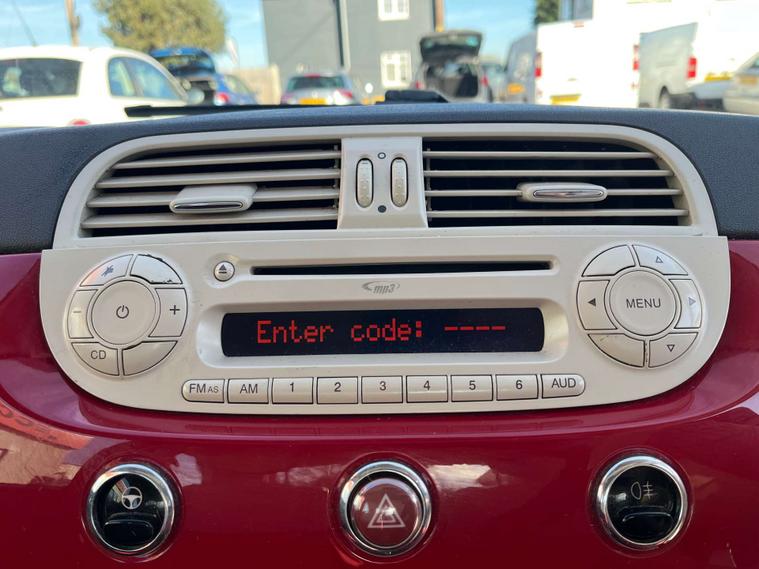 mp3
Enter code: ----
- +
MENU
CD
FM AS AM 1 2 3 4 5 6 AUD